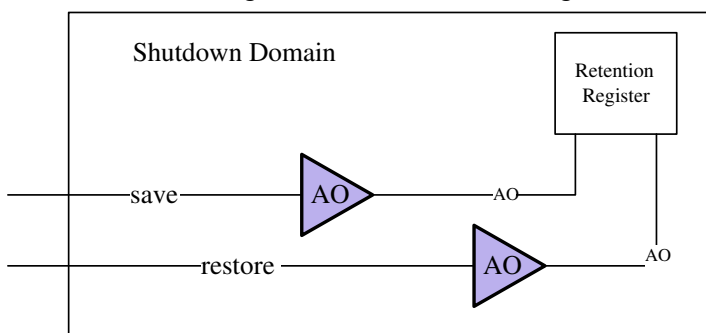 Shutdown Domain
Retention
Register
save
AO
AO
restore
AO
AO